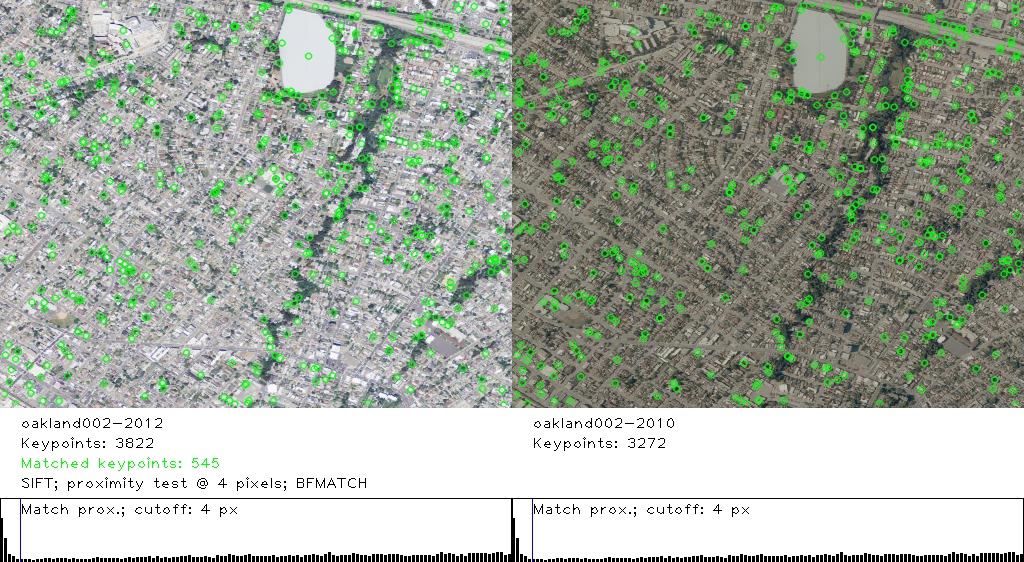 oakland002-2012
Keypoints: 3822
Matched keypoints: 545
SIFT; proximity test @ 4 pixels; BFMATCH
oakland002-2010
Keypoints: 3272
Match prox.; cutoff: 4 px
Match prox.; cutoff: 4 px